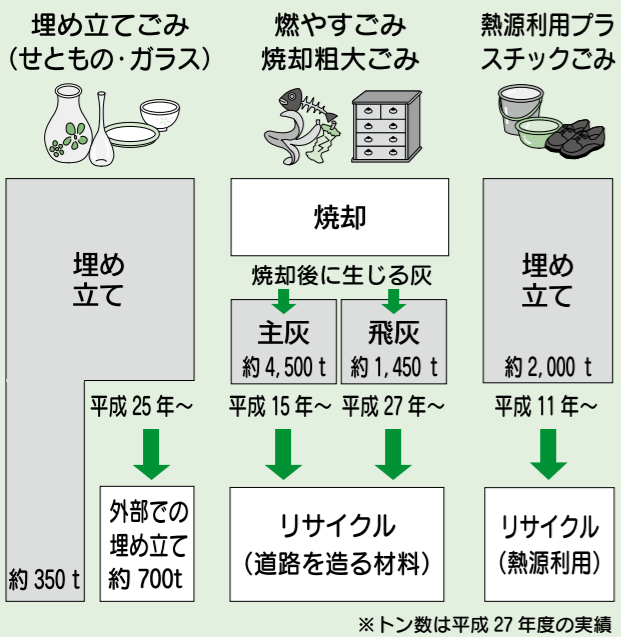 埋め立てごみ
(せともの・ガラス)
燃やすごみ
焼却粗大ごみ
熱源利用プラ
スチックごみ
埋め
立て
約 350 t
平成 25 年~
外部での
埋め立て
約 700t
焼却
焼却後に生じる灰
主灰
約 4,500 t
飛灰
約 1,450 t
平成 15 年~
平成 27 年~
リサイクル
(道路を造る材料)
埋め
立て
約 2,000 t
平成 11 年~
リサイクル
(熱源利用)
※トン数は平成 27 年度の実績